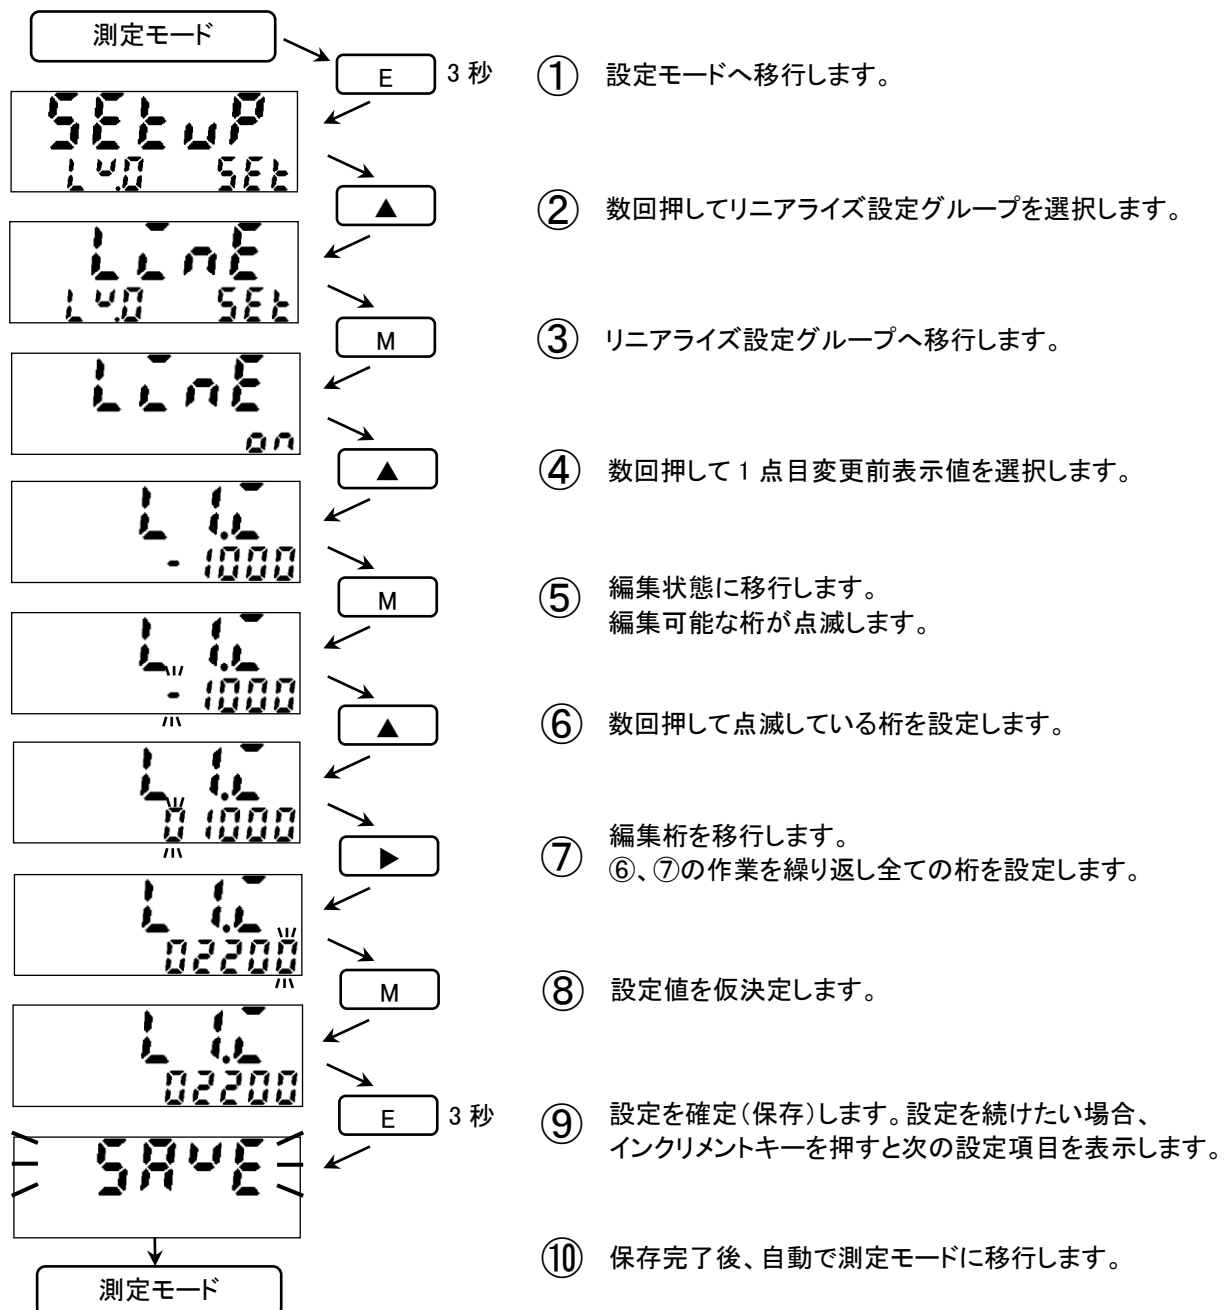 測定モード
E 3 秒 ① 設定モードへ移行します。
SEtuP
Lv.0 SEt
▲ ② 数回押してリニアライズ設定グループを選択します。
LinE
Lv.0 SEt
M ③ リニアライズ設定グループへ移行します。
LinE
on
▲ ④ 数回押して 1 点目変更前表示値を選択します。
L 1.i
- 1000
M ⑤ 編集状態に移行します。
編集可能な桁が点滅します。
L 1.i
- 1000
▲ ⑥ 数回押して点滅している桁を設定します。
L 1.i
0 1000
▶ ⑦ 編集桁を移行します。
⑥、⑦の作業を繰り返し全ての桁を設定します。
L 1.i
02200
M ⑧ 設定値を仮決定します。
L 1.i
02200
E 3 秒 ⑨ 設定を確定(保存)します。設定を続けたい場合、
インクリメントキーを押すと次の設定項目を表示します。
SAvE
⑩ 保存完了後、自動で測定モードに移行します。
測定モード